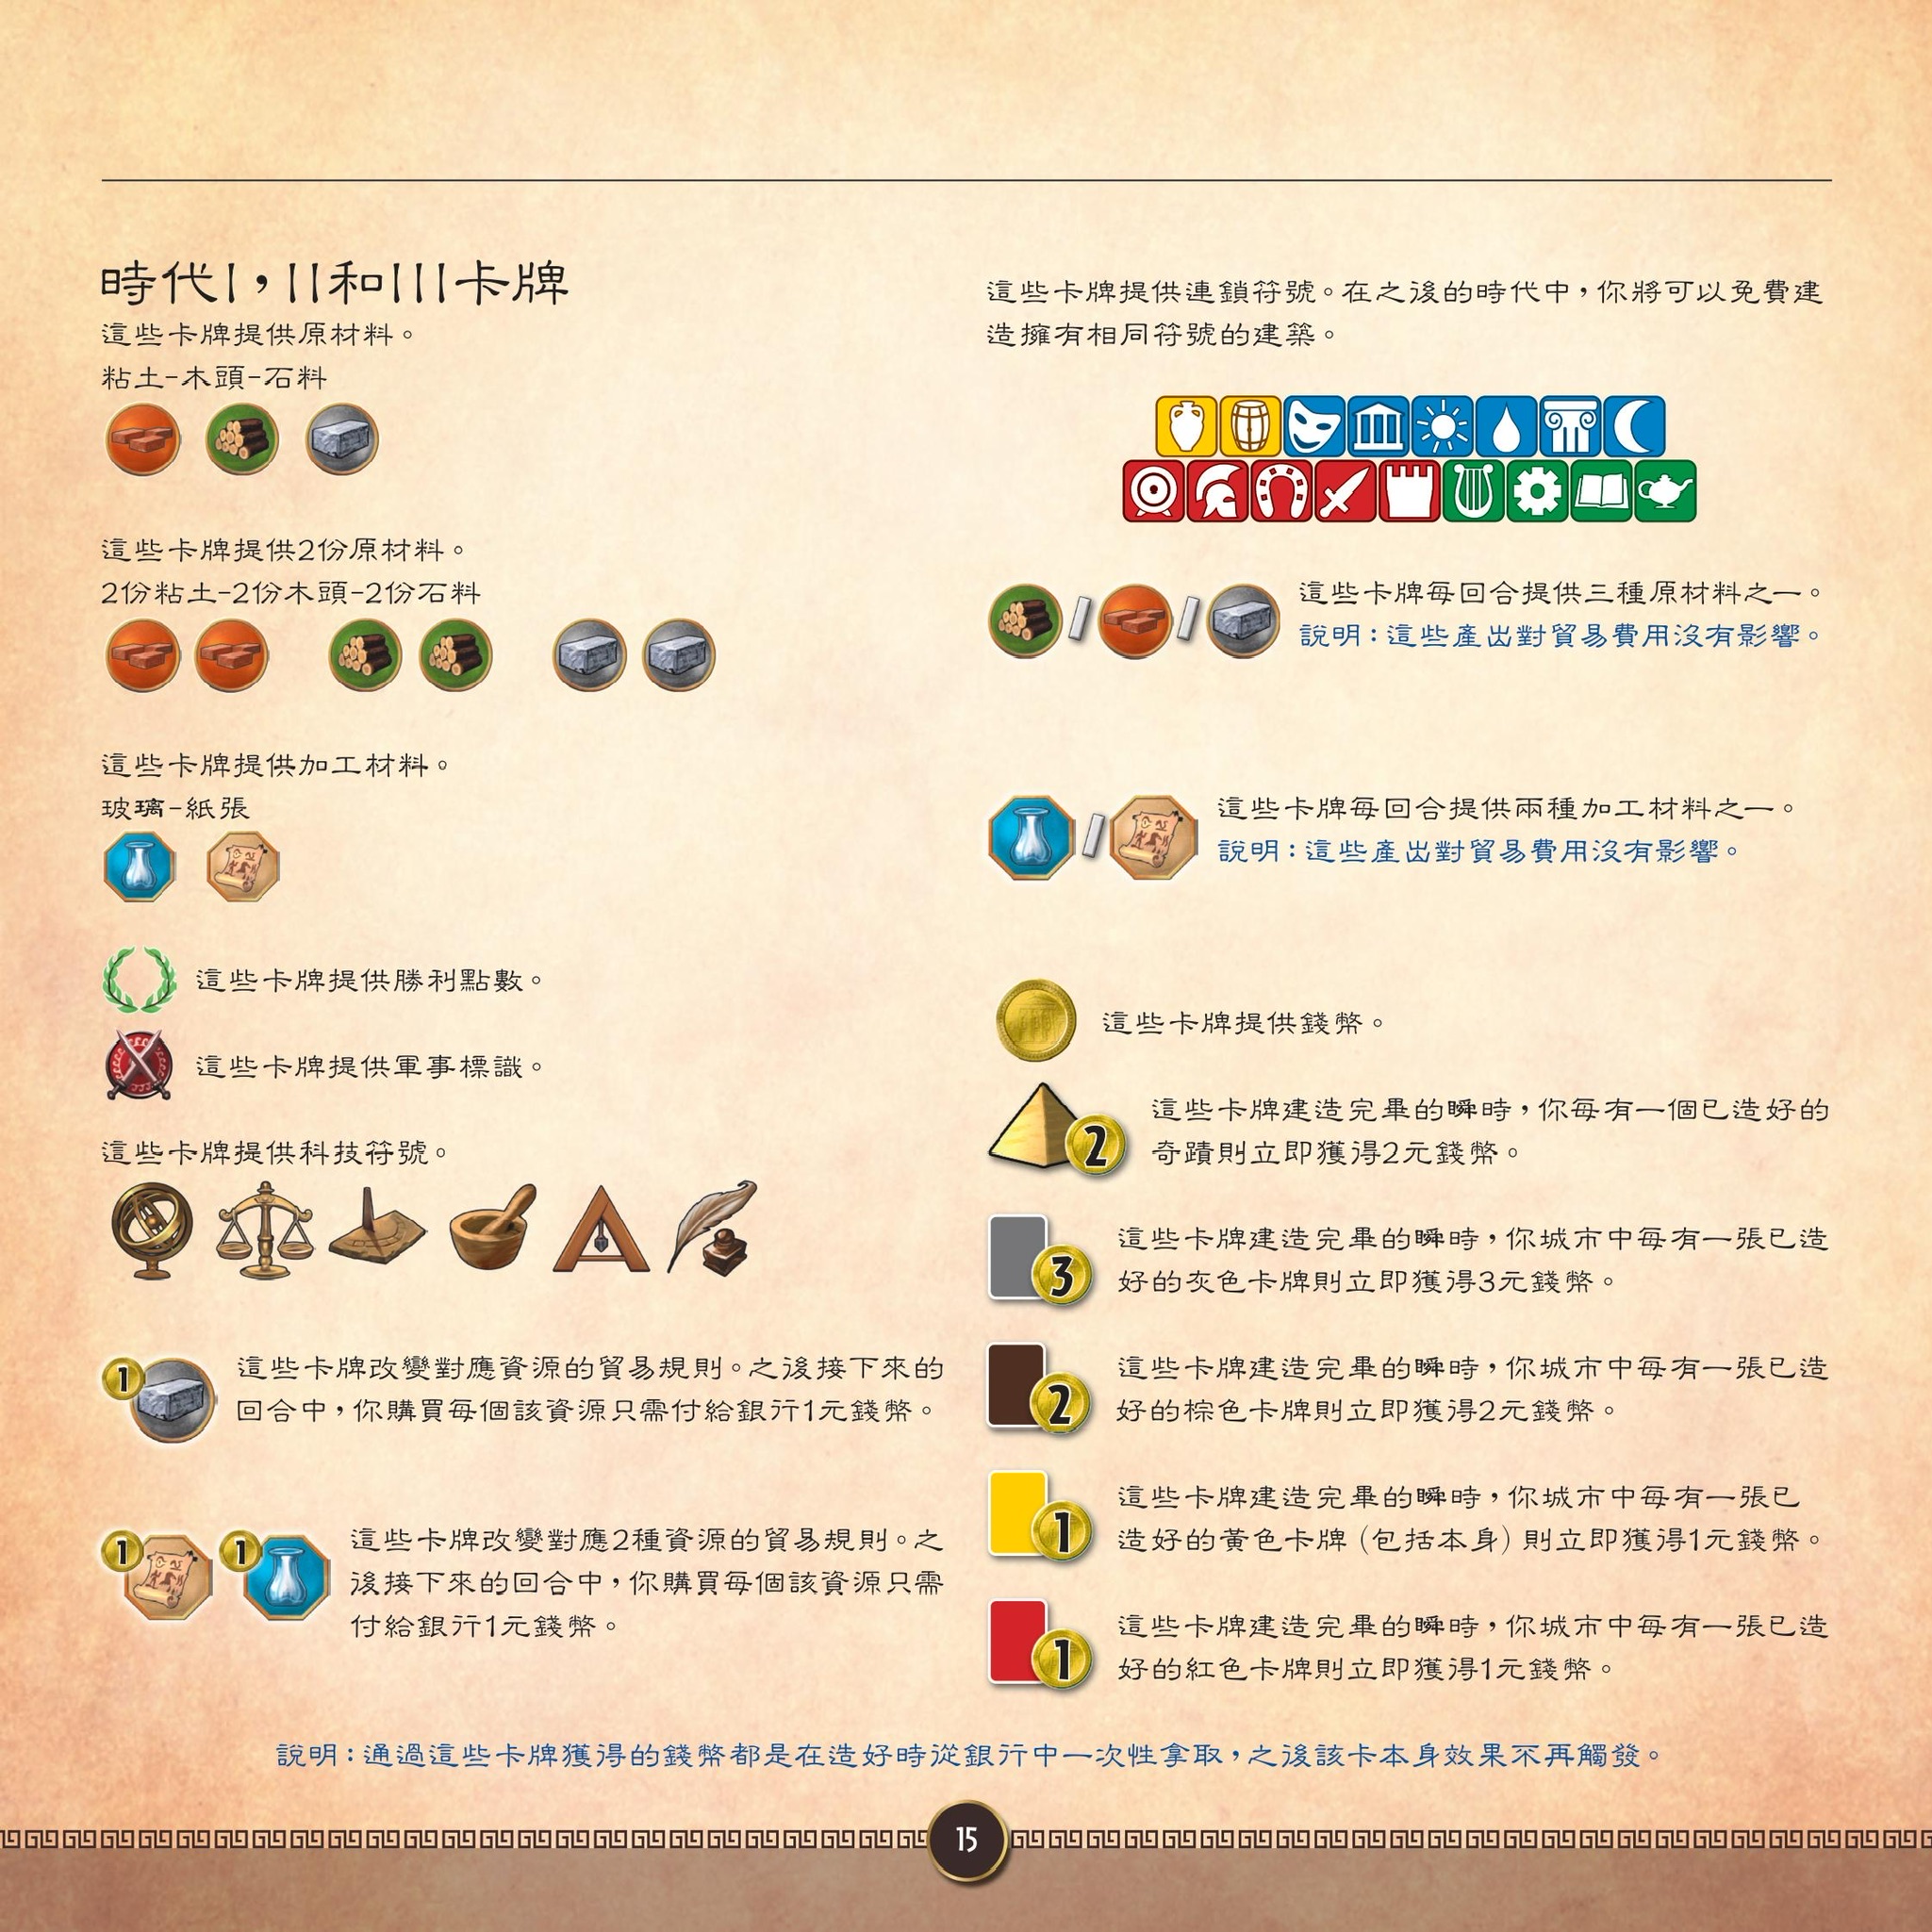 時代I，II和III卡牌
這些卡牌提供原材料。
粘土-木頭-石料
這些卡牌提供2份原材料。
2份粘土-2份木頭-2份石料
這些卡牌提供加工材料。
玻璃-紙張
這些卡牌提供勝利點數。
這些卡牌提供軍事標識。
這些卡牌提供科技符號。
1
這些卡牌改變對應資源的貿易規則。之後接下來的
回合中，你購買每個該資源只需付給銀行1元錢幣。
1 1
這些卡牌改變對應2種資源的貿易規則。之
後接下來的回合中，你購買每個該資源只需
付給銀行1元錢幣。
這些卡牌提供連鎖符號。在之後的時代中，你將可以免費建
造擁有相同符號的建築。
這些卡牌每回合提供三種原材料之一。
說明：這些產出對貿易費用沒有影響。
這些卡牌每回合提供兩種加工材料之一。
說明：這些產出對貿易費用沒有影響。
這些卡牌提供錢幣。
2
這些卡牌建造完畢的瞬時，你每有一個已造好的
奇蹟則立即獲得2元錢幣。
3
這些卡牌建造完畢的瞬時，你城市中每有一張已造
好的灰色卡牌則立即獲得3元錢幣。
2
這些卡牌建造完畢的瞬時，你城市中每有一張已造
好的棕色卡牌則立即獲得2元錢幣。
1
這些卡牌建造完畢的瞬時，你城市中每有一張已
造好的黃色卡牌（包括本身）則立即獲得1元錢幣。
1
這些卡牌建造完畢的瞬時，你城市中每有一張已造
好的紅色卡牌則立即獲得1元錢幣。
說明：通過這些卡牌獲得的錢幣都是在造好時從銀行中一次性拿取，之後該卡本身效果不再觸發。
15